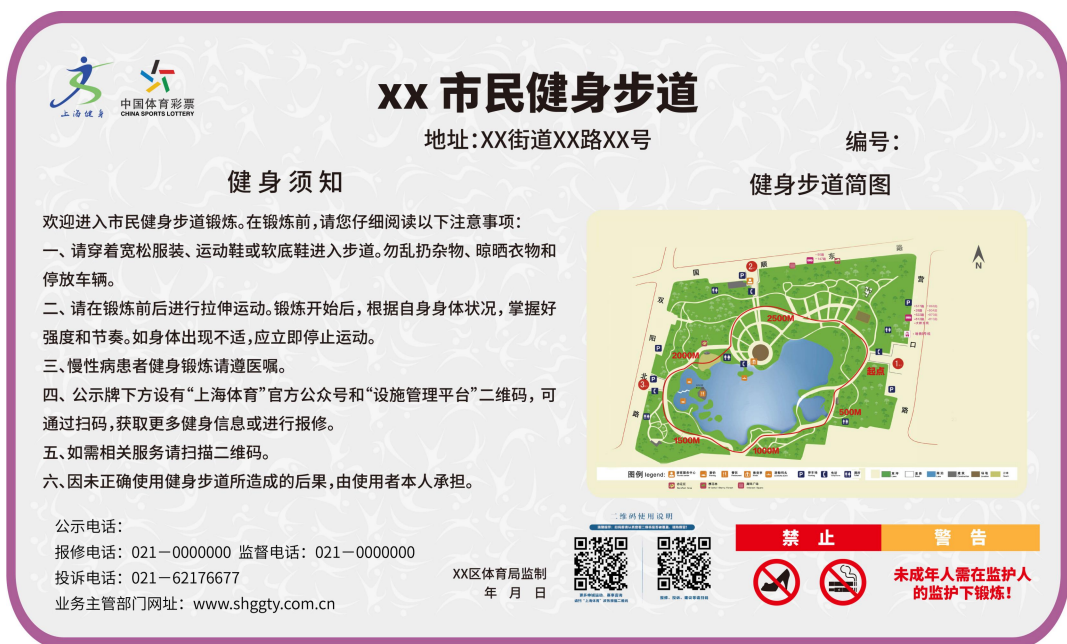 上海健身
中国体育彩票
CHINA SPORTS LOTTERY
xx 市民健身步道
地址：XX街道XX路XX号
编号：
健身须知
欢迎进入市民健身步道锻炼。在锻炼前，请您仔细阅读以下注意事项：
一、请穿着宽松服装、运动鞋或软底鞋进入步道。勿乱扔杂物、晾晒衣物和
停放车辆。
二、请在锻炼前后进行拉伸运动。锻炼开始后，根据自身身体状况，掌握好
强度和节奏。如身体出现不适，应立即停止运动。
三、慢性病患者健身锻炼请遵医嘱。
四、公示牌下方设有“上海体育”官方公众号和“设施管理平台”二维码，可
通过扫码，获取更多健身信息或进行报修。
五、如需相关服务请扫描二维码。
六、因未正确使用健身步道所造成的后果，由使用者本人承担。
公示电话：
报修电话：021－0000000 监督电话：021－0000000
投诉电话：021－62176677
业务主管部门网址：www.shggty.com.cn
XX区体育局监制
年 月 日
健身步道简图
国顺东路
双阳北路
营口路
N
1.
2.
3.
起点
500M
1000M
1500M
2000M
2500M
图例 legend:
二维码使用说明
禁止
警告
未成年人需在监护人
的监护下锻炼！